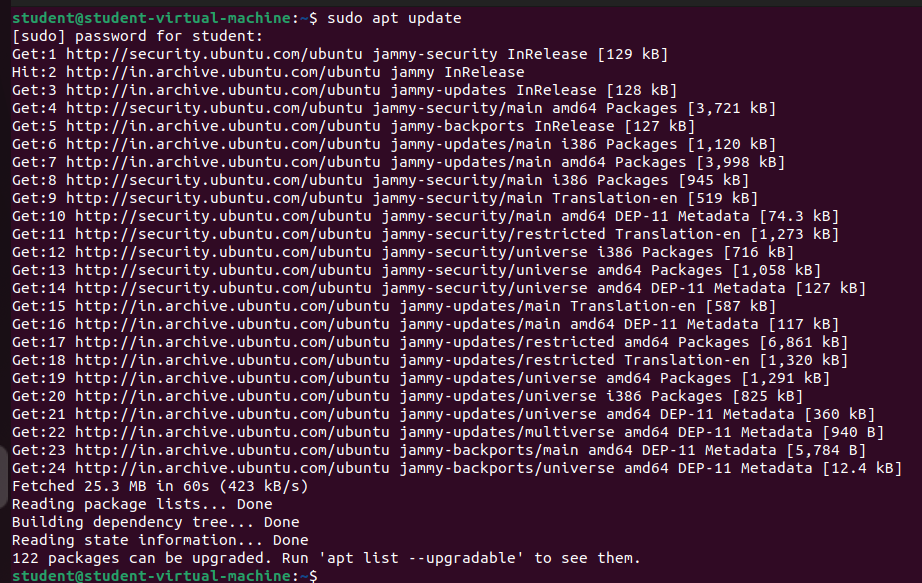 student@student-virtual-machine:~$ sudo apt update
[sudo] password for student:
Get:1 http://security.ubuntu.com/ubuntu jammy-security InRelease [129 kB]
Hit:2 http://in.archive.ubuntu.com/ubuntu jammy InRelease
Get:3 http://in.archive.ubuntu.com/ubuntu jammy-updates InRelease [128 kB]
Get:4 http://security.ubuntu.com/ubuntu jammy-security/main amd64 Packages [3,721 kB]
Get:5 http://in.archive.ubuntu.com/ubuntu jammy-backports InRelease [127 kB]
Get:6 http://in.archive.ubuntu.com/ubuntu jammy-updates/main i386 Packages [1,120 kB]
Get:7 http://in.archive.ubuntu.com/ubuntu jammy-updates/main amd64 Packages [3,998 kB]
Get:8 http://security.ubuntu.com/ubuntu jammy-security/main i386 Packages [945 kB]
Get:9 http://security.ubuntu.com/ubuntu jammy-security/main Translation-en [519 kB]
Get:10 http://security.ubuntu.com/ubuntu jammy-security/main amd64 DEP-11 Metadata [74.3 kB]
Get:11 http://security.ubuntu.com/ubuntu jammy-security/restricted Translation-en [1,273 kB]
Get:12 http://security.ubuntu.com/ubuntu jammy-security/universe i386 Packages [716 kB]
Get:13 http://security.ubuntu.com/ubuntu jammy-security/universe amd64 Packages [1,058 kB]
Get:14 http://security.ubuntu.com/ubuntu jammy-security/universe amd64 DEP-11 Metadata [127 kB]
Get:15 http://in.archive.ubuntu.com/ubuntu jammy-updates/main Translation-en [587 kB]
Get:16 http://in.archive.ubuntu.com/ubuntu jammy-updates/main amd64 DEP-11 Metadata [117 kB]
Get:17 http://in.archive.ubuntu.com/ubuntu jammy-updates/restricted amd64 Packages [6,861 kB]
Get:18 http://in.archive.ubuntu.com/ubuntu jammy-updates/restricted Translation-en [1,320 kB]
Get:19 http://in.archive.ubuntu.com/ubuntu jammy-updates/universe amd64 Packages [1,291 kB]
Get:20 http://in.archive.ubuntu.com/ubuntu jammy-updates/universe i386 Packages [825 kB]
Get:21 http://in.archive.ubuntu.com/ubuntu jammy-updates/universe amd64 DEP-11 Metadata [360 kB]
Get:22 http://in.archive.ubuntu.com/ubuntu jammy-updates/multiverse amd64 DEP-11 Metadata [940 B]
Get:23 http://in.archive.ubuntu.com/ubuntu jammy-backports/main amd64 DEP-11 Metadata [5,784 B]
Get:24 http://in.archive.ubuntu.com/ubuntu jammy-backports/universe amd64 DEP-11 Metadata [12.4 kB]
Fetched 25.3 MB in 60s (423 kB/s)
Reading package lists... Done
Building dependency tree... Done
Reading state information... Done
122 packages can be upgraded. Run 'apt list --upgradable' to see them.
student@student-virtual-machine:~$